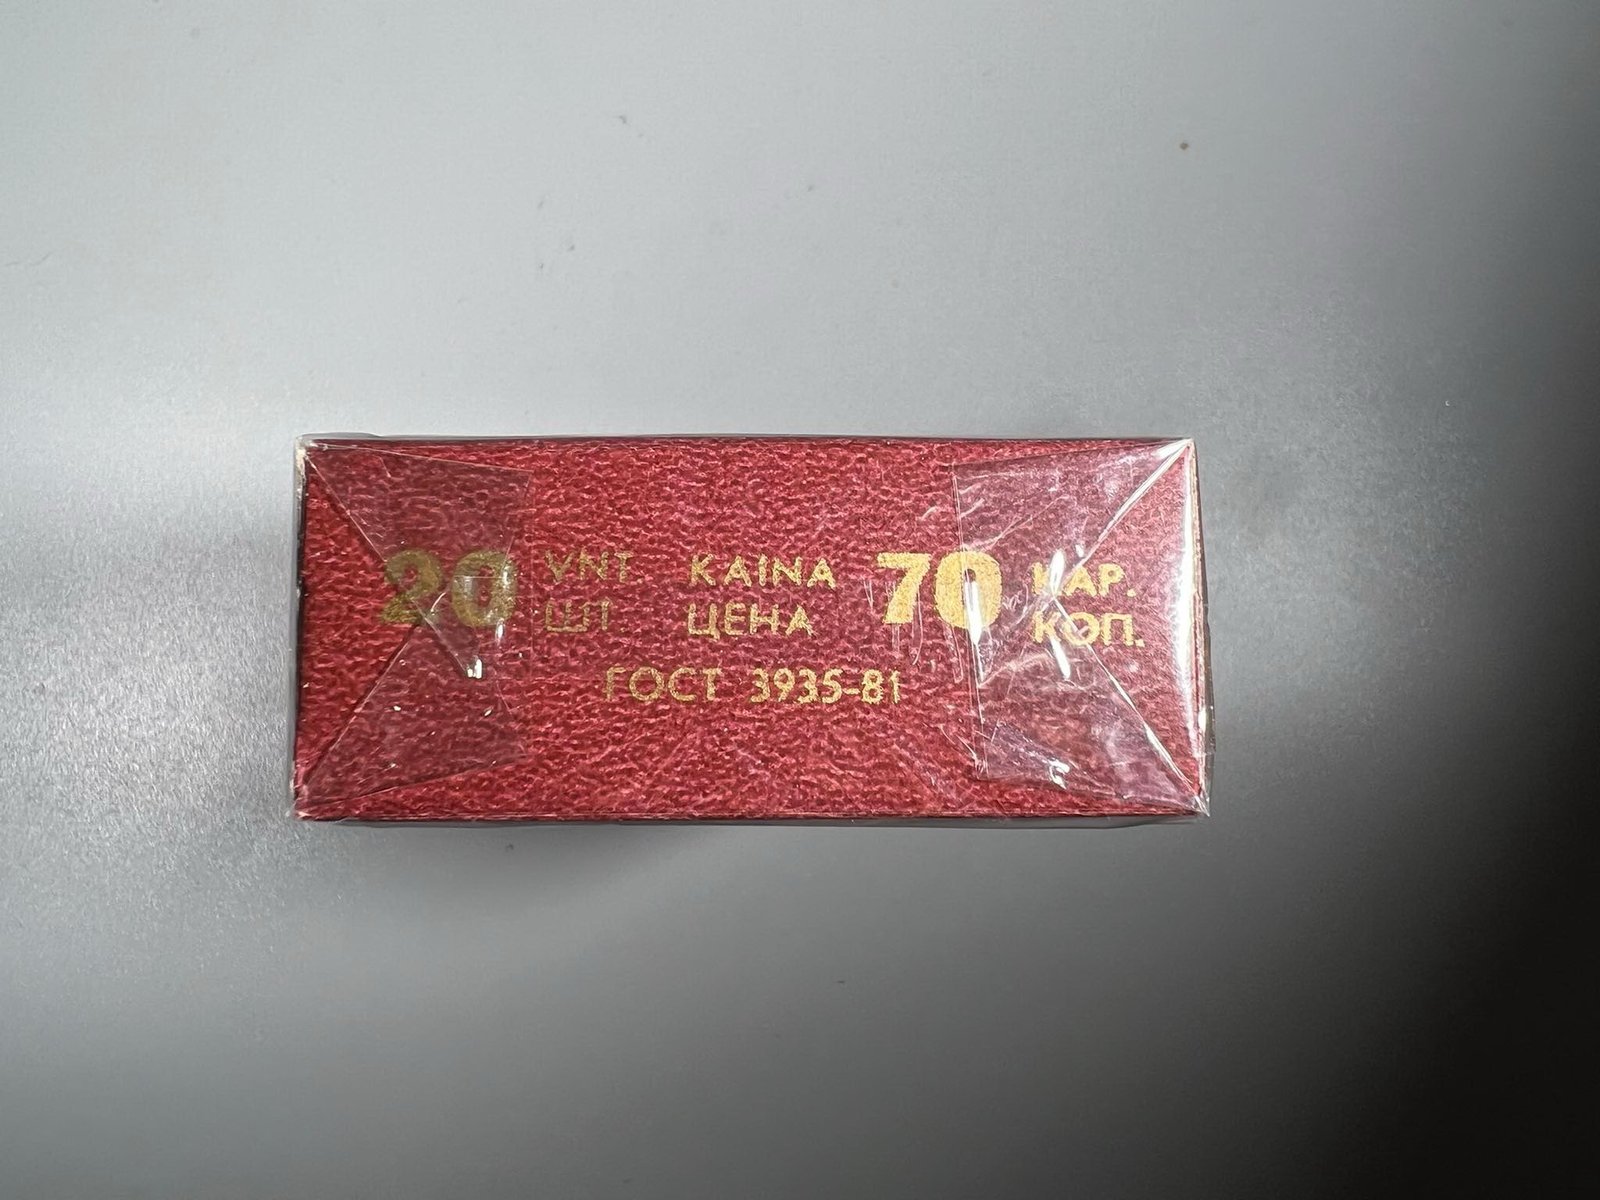 20 VNT. KAINA 70 KAP.
ШТ. ЦЕНА КОП.
ГОСТ 3935-81